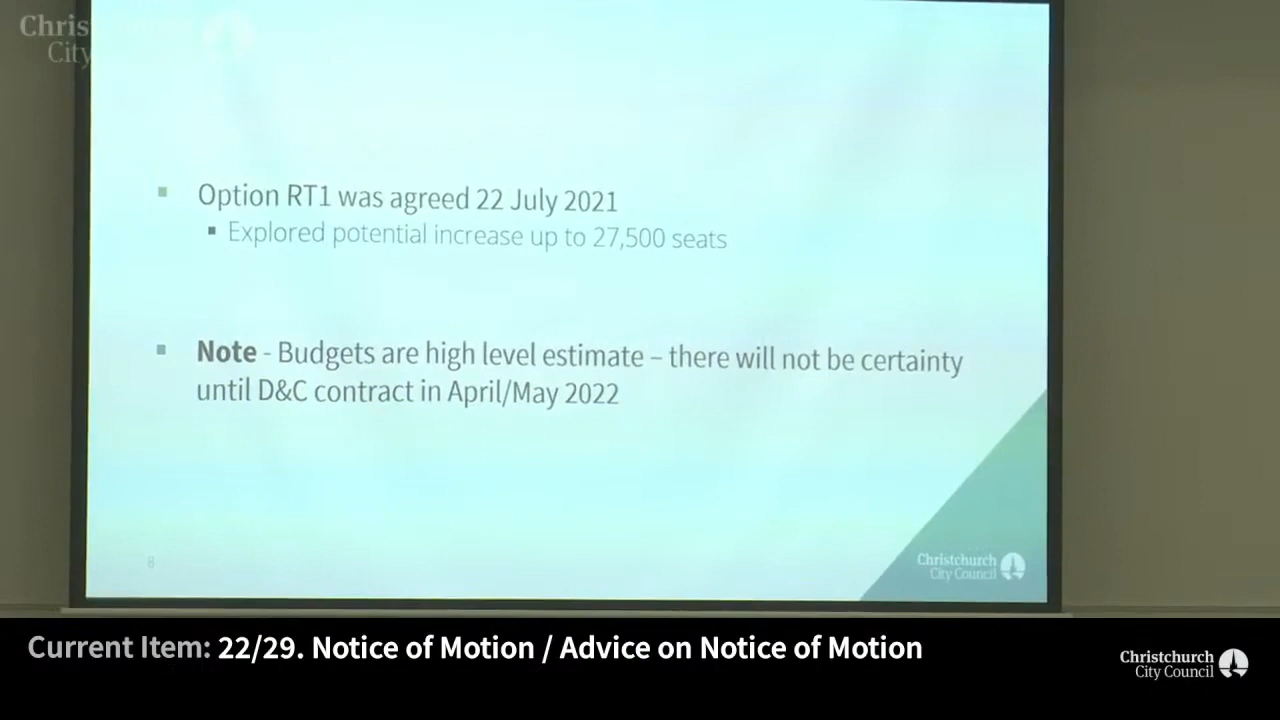 Chris
City
Option RT1 was agreed 22 July 2021
Explored potential increase up to 27,500 seats
Note - Budgets are high level estimate – there will not be certainty
until D&C contract in April/May 2022
8
Christchurch
City Council
Current Item: 22/29. Notice of Motion / Advice on Notice of Motion
Christchurch
City Council